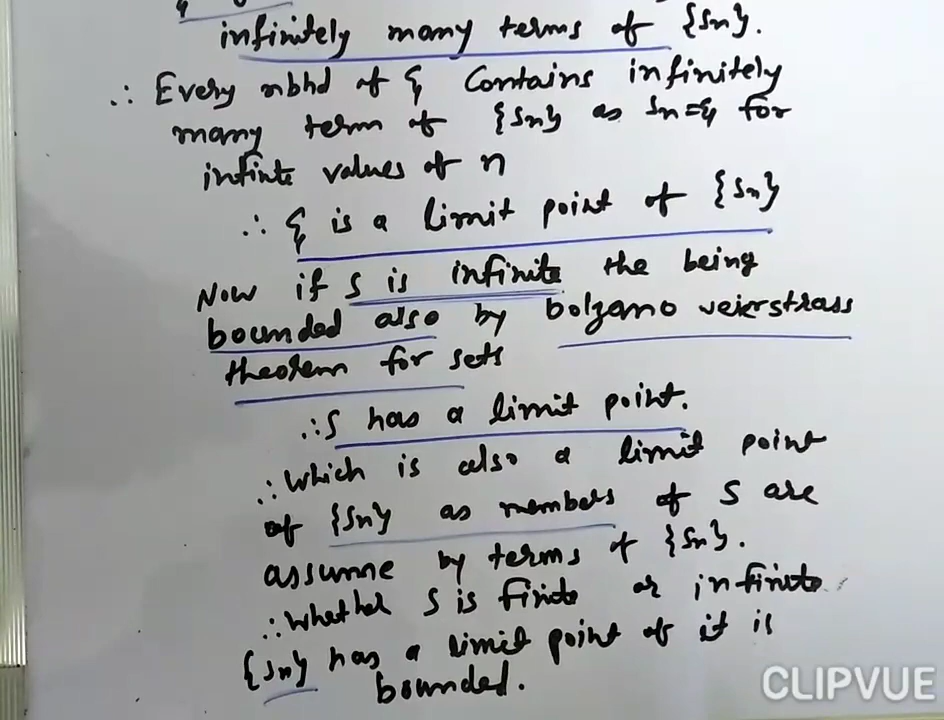 infinitely many terms of {Sn}.
∴ Every nbhd of ξ Contains infinitely
many term of {Sn} as Sn=ξ for
infinite values of n
∴ ξ is a limit point of {Sn}
Now if S is infinite the being
bounded also by bolzano veierstrass
theorem for sets
∴ S has a limit point.
∴ Which is also a limit point
of {Sn} as members of S are
assume by terms of {Sn}.
∴ Whether S is finite or infinite
{Sn} has a limit point of it is
bounded.
CLIPVUE